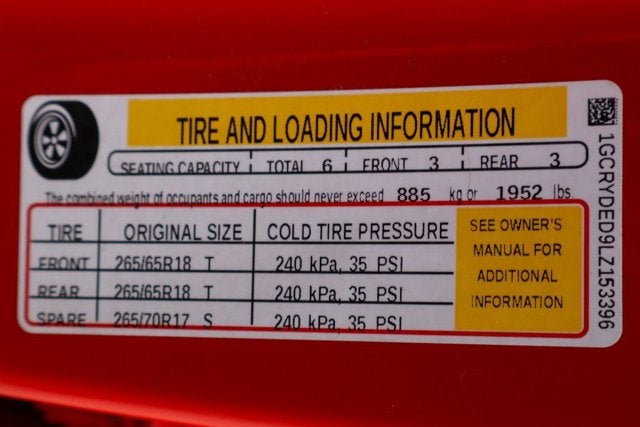 TIRE AND LOADING INFORMATION
SEATING CAPACITY TOTAL 6 FRONT 3 REAR 3
The combined weight of occupants and cargo should never exceed 885 kg or 1952 lbs
TIRE ORIGINAL SIZE COLD TIRE PRESSURE
FRONT 265/65R18 T 240 kPa, 35 PSI
REAR 265/65R18 T 240 kPa, 35 PSI
SPARE 265/70R17 S 240 kPa, 35 PSI
SEE OWNER'S
MANUAL FOR
ADDITIONAL
INFORMATION
1GCRYDED9LZ153396